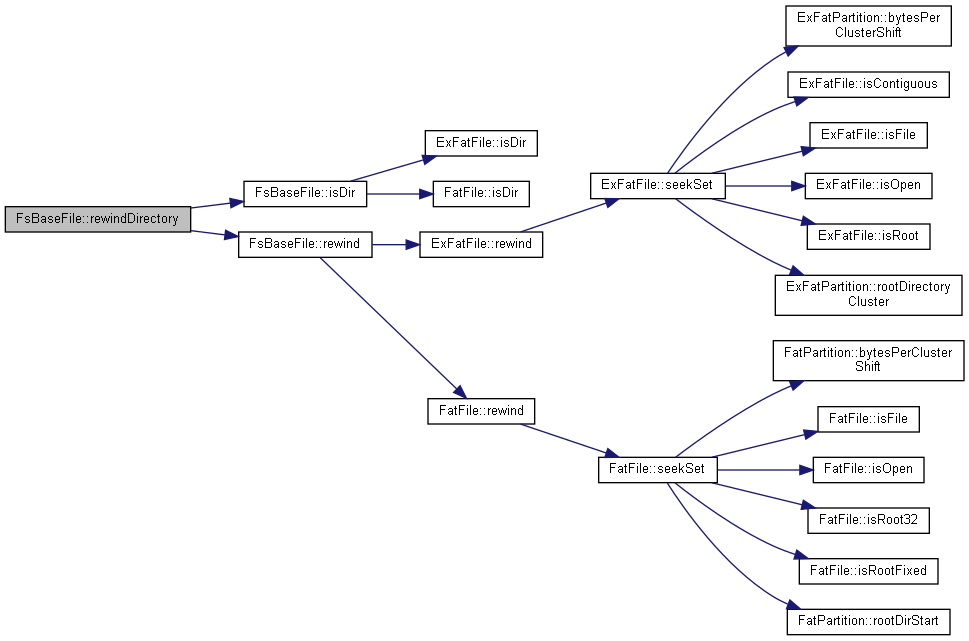 FsBaseFile::rewindDirectory
FsBaseFile::isDir
ExFatFile::isDir
FatFile::isDir
FsBaseFile::rewind
ExFatFile::rewind
ExFatFile::seekSet
ExFatPartition::bytesPer
ClusterShift
ExFatFile::isContiguous
ExFatFile::isFile
ExFatFile::isOpen
ExFatFile::isRoot
ExFatPartition::rootDirectory
Cluster
FatFile::rewind
FatFile::seekSet
FatPartition::bytesPerCluster
Shift
FatFile::isFile
FatFile::isOpen
FatFile::isRoot32
FatFile::isRootFixed
FatPartition::rootDirStart